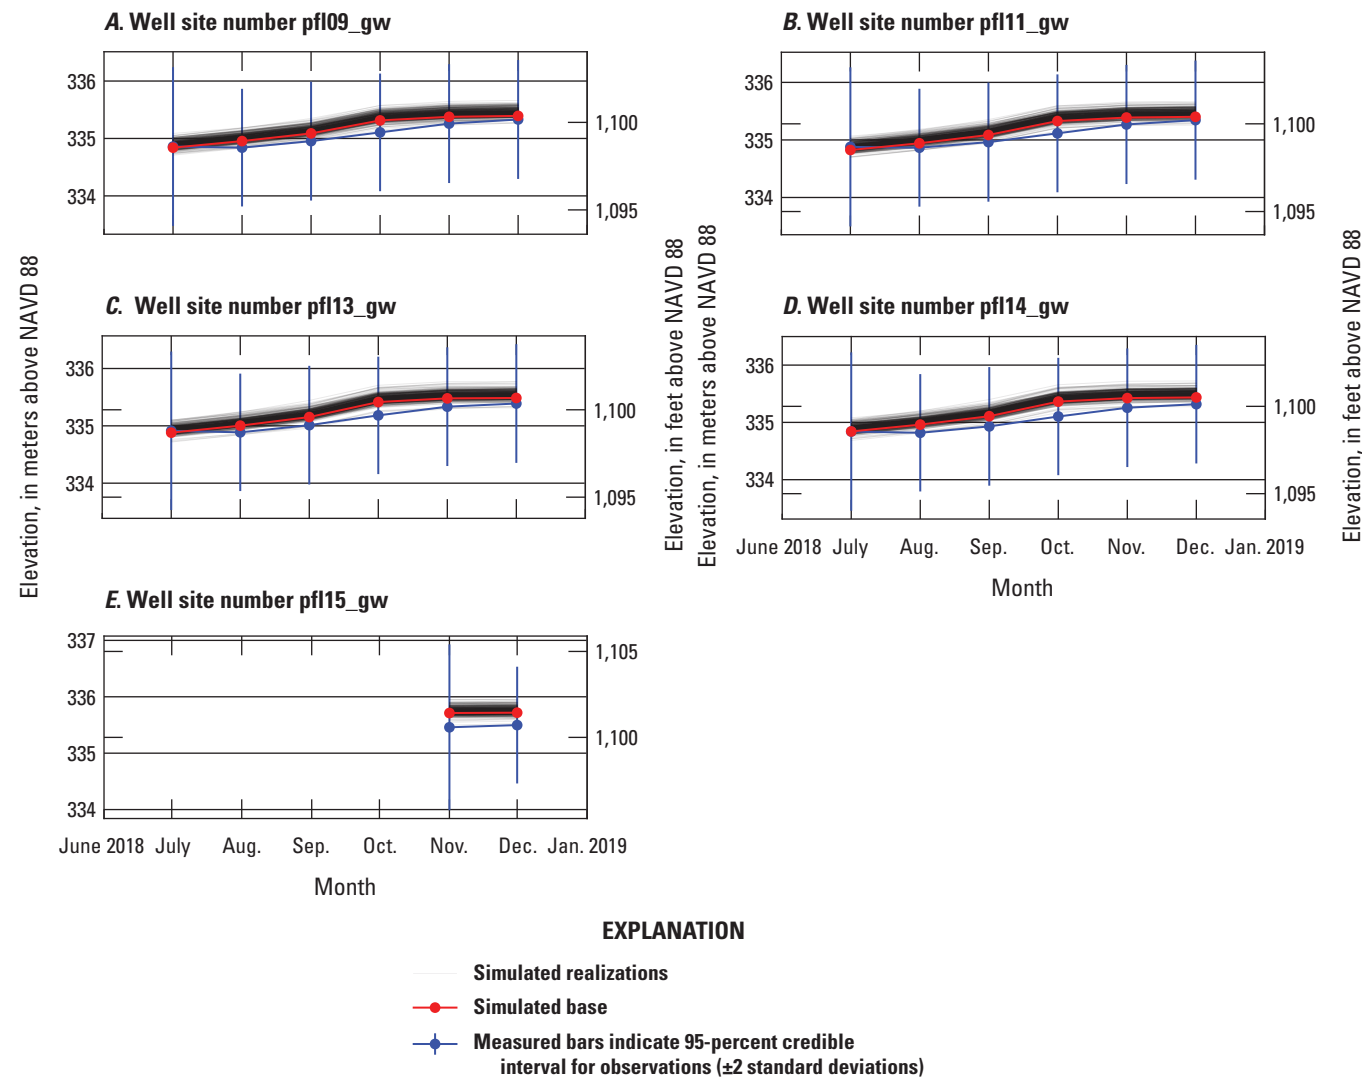 A. Well site number pfl09_gw
336
335
334
1,100
1,095
B. Well site number pfl11_gw
336
335
334
1,100
1,095
C. Well site number pfl13_gw
336
335
334
1,100
1,095
D. Well site number pfl14_gw
336
335
334
1,100
1,095
June 2018 July Aug. Sep. Oct. Nov. Dec. Jan. 2019
Month
E. Well site number pfl15_gw
337
336
335
334
1,105
1,100
June 2018 July Aug. Sep. Oct. Nov. Dec. Jan. 2019
Month
Elevation, in meters above NAVD 88
Elevation, in feet above NAVD 88
Elevation, in meters above NAVD 88
Elevation, in feet above NAVD 88
EXPLANATION
Simulated realizations
Simulated base
Measured bars indicate 95-percent credible
interval for observations (±2 standard deviations)